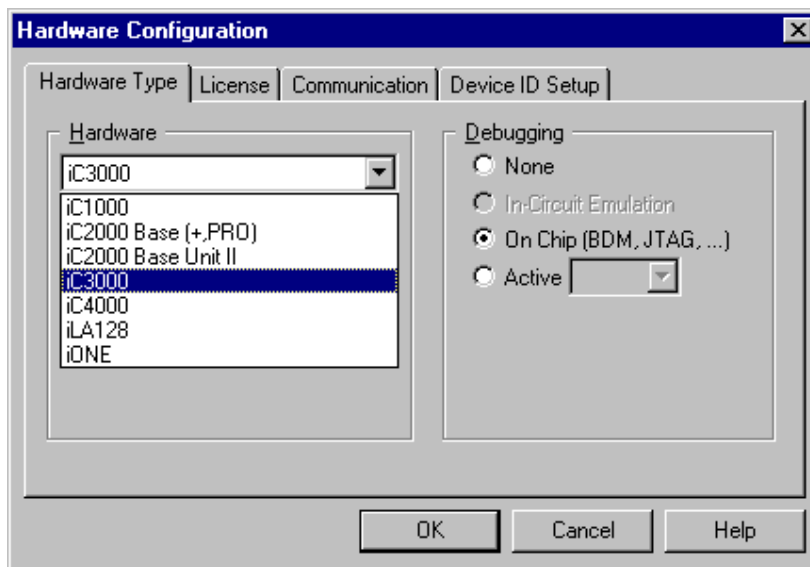 Hardware Configuration
Hardware Type License Communication Device ID Setup
Hardware
iC3000
iC1000
iC2000 Base (+,PRO)
iC2000 Base Unit II
iC3000
iC4000
iLA128
iONE
Debugging
None
In-Circuit Emulation
On Chip (BDM, JTAG, ...)
Active
OK Cancel Help